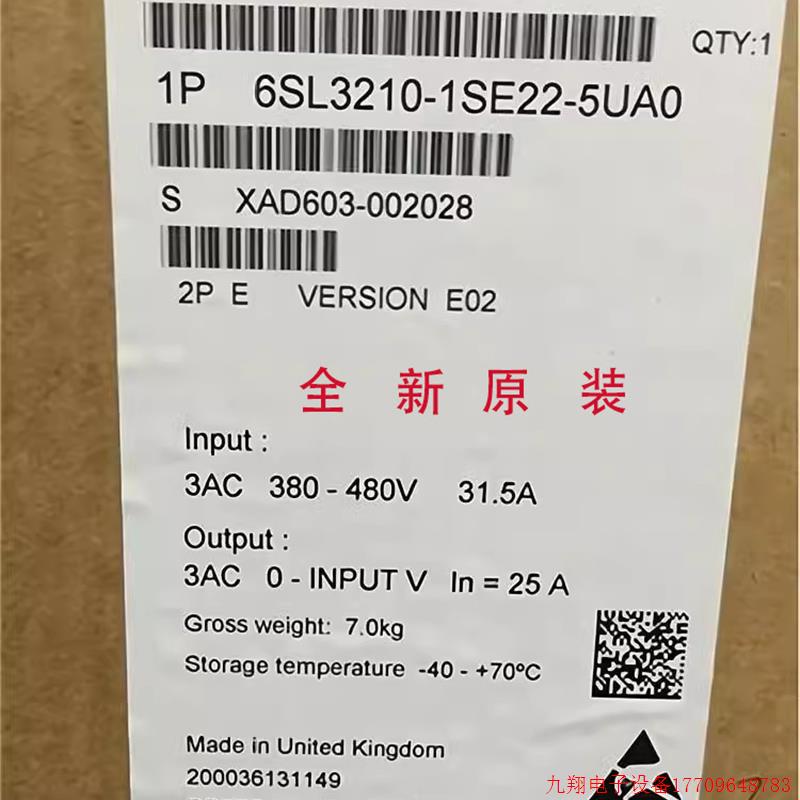 QTY:1
1P 6SL3210-1SE22-5UA0
S XAD603-002028
2P E VERSION E02
全新原装
Input :
3AC 380 - 480V 31.5A
Output :
3AC 0 - INPUT V In = 25 A
Gross weight: 7.0kg
Storage temperature -40 - +70ºC
Made in United Kingdom
200036131149
九翔电子设备17709648783